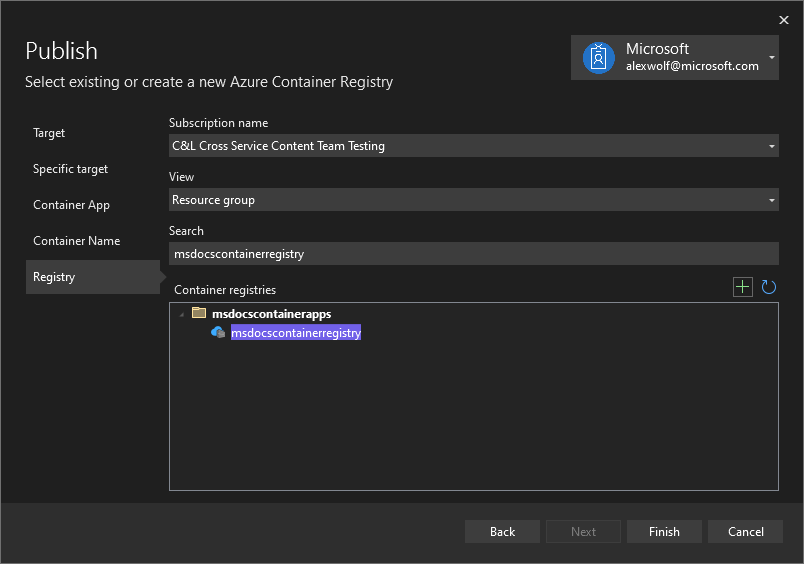 Publish
Select existing or create a new Azure Container Registry
Microsoft
alexwolf@microsoft.com
Target
Specific target
Container App
Container Name
Registry
Subscription name
C&L Cross Service Content Team Testing
View
Resource group
Search
msdocscontainerregistry
Container registries
msdocscontainerapps
msdocscontainerregistry
Back
Next
Finish
Cancel